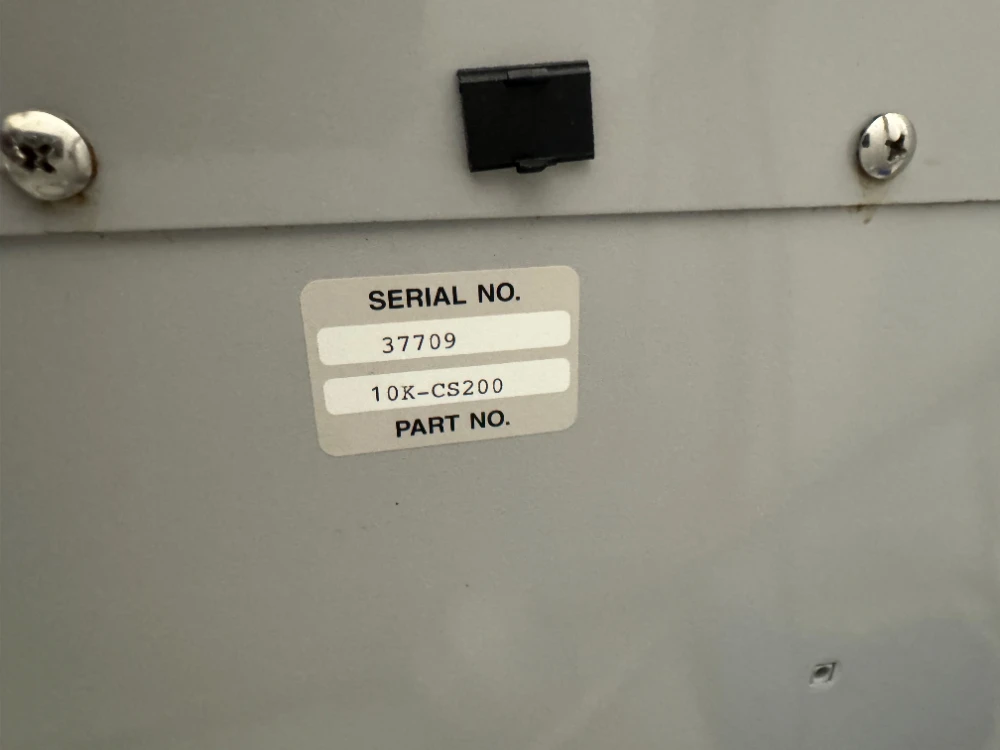 SERIAL NO.
37709
10K-CS200
PART NO.